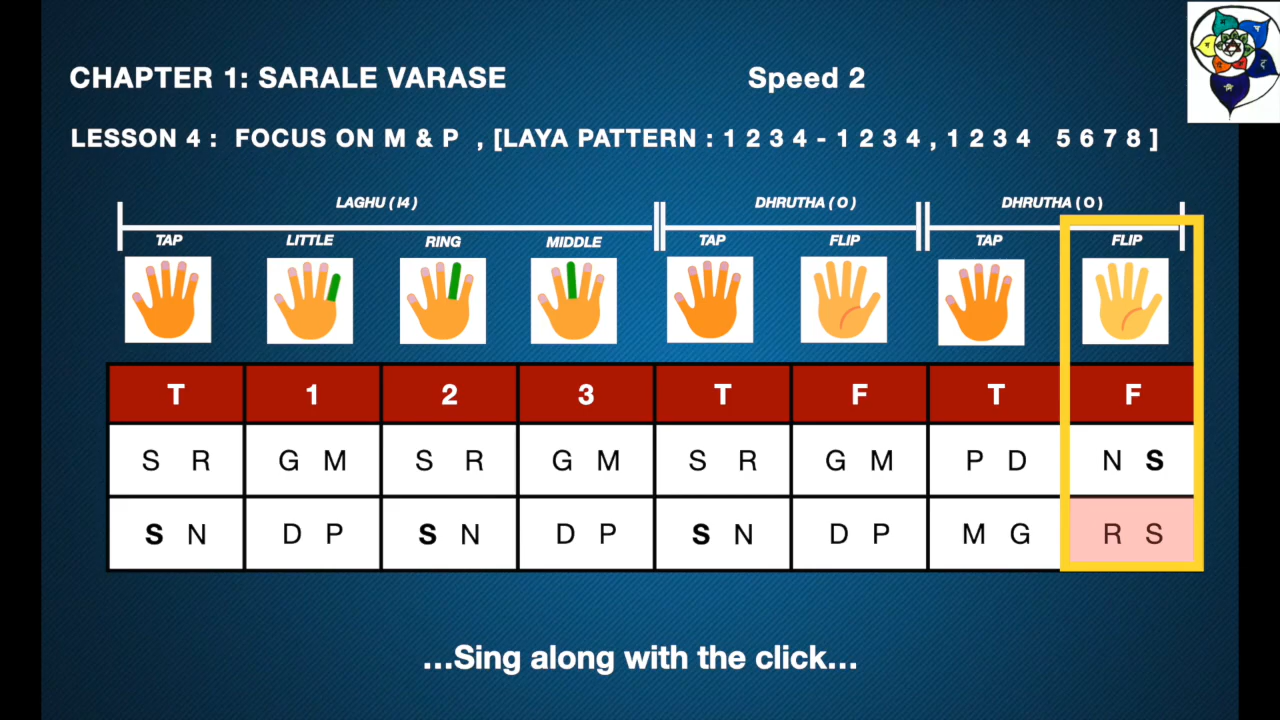 CHAPTER 1: SARALE VARASE Speed 2
LESSON 4 : FOCUS ON M & P , [LAYA PATTERN : 1 2 3 4 - 1 2 3 4 , 1 2 3 4 5 6 7 8 ]
LAGHU ( I4 ) DHRUTHA ( O ) DHRUTHA ( O )
TAP LITTLE RING MIDDLE TAP FLIP TAP FLIP
T 1 2 3 T F T F
S R G M S R G M S R G M P D N S
S N D P S N D P S N D P M G R S
...Sing along with the click...